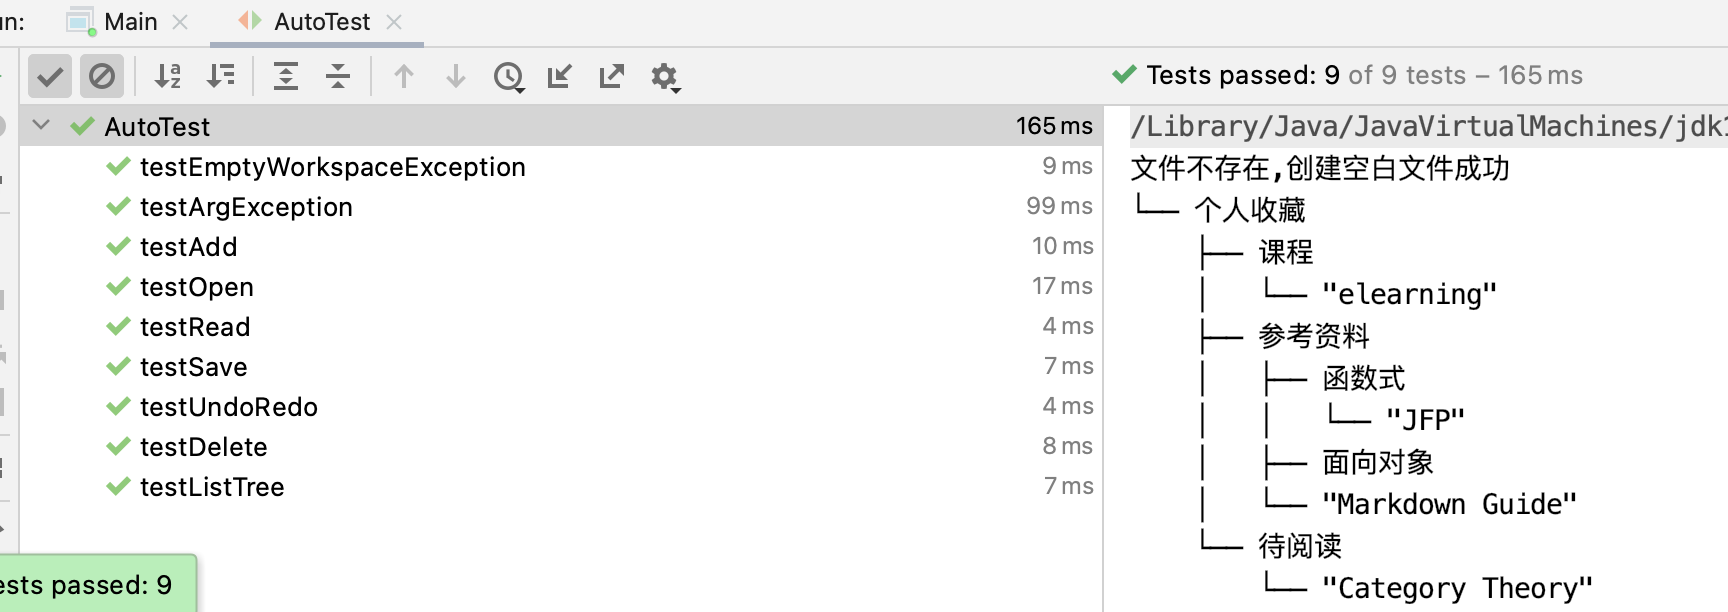 un: Main AutoTest
Tests passed: 9 of 9 tests – 165 ms
AutoTest 165 ms
testEmptyWorkspaceException 9 ms
testArgException 99 ms
testAdd 10 ms
testOpen 17 ms
testRead 4 ms
testSave 7 ms
testUndoRedo 4 ms
testDelete 8 ms
testListTree 7 ms
ests passed: 9
/Library/Java/JavaVirtualMachines/jdk1
文件不存在,创建空白文件成功
└── 个人收藏
├── 课程
│ └── "elearning"
├── 参考资料
│ ├── 函数式
│ │ └── "JFP"
│ ├── 面向对象
│ └── "Markdown Guide"
└── 待阅读
└── "Category Theory"